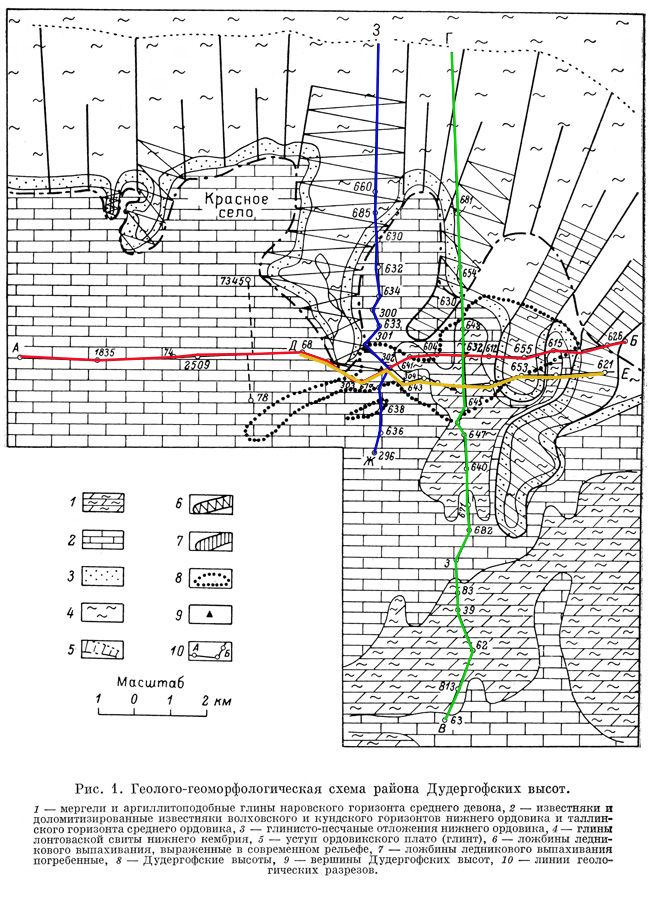 З
Г
660
685
681
Красное
село
630
632
654
7345
634
630
300
633
648
301
А
1835
74
2509
Д 68
302
604
632
612
655
615
626
Б
641
304
653
621
Е
78
643
645
638
636
647
Ж 296
640
682
3
83
39
62
813
63
В
1
2
3
4
5
6
7
8
9
10
А
Б
Масштаб
1 0 1 2 км
Рис. 1. Геолого-геоморфологическая схема района Дудергофских высот.
1 — мергели и аргиллитоподобные глины наровского горизонта среднего девона, 2 — известняки и
доломитизированные известняки волховского и кундского горизонтов нижнего ордовика и таллин-
ского горизонта среднего ордовика, 3 — глинисто-песчаные отложения нижнего ордовика, 4 — глины
лонтоваской свиты нижнего кембрия, 5 — уступ ордовикского плато (глинт), 6 — ложбины ледни-
кового выпахивания, выраженные в современном рельефе, 7 — ложбины ледникового выпахивания
погребенные, 8 — Дудергофские высоты, 9 — вершины Дудергофских высот, 10 — линии геоло-
гических разрезов.